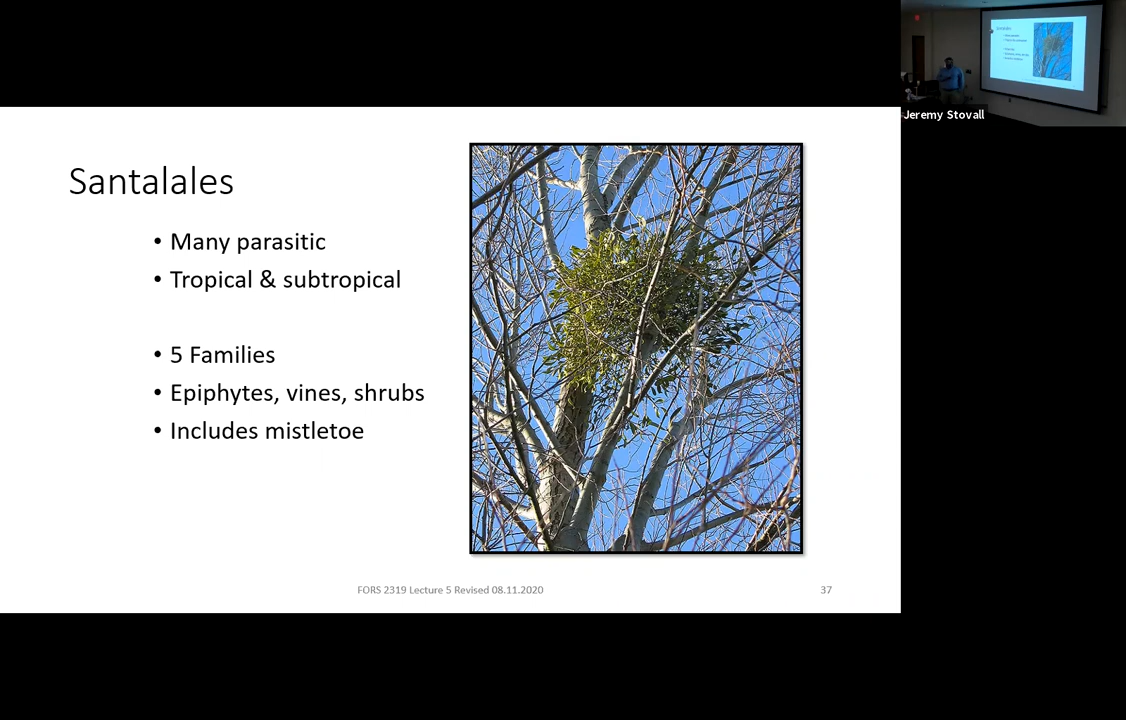 Santalales
• Many parasitic
• Tropical & subtropical
• 5 Families
• Epiphytes, vines, shrubs
• Includes mistletoe
FORS 2319 Lecture 5 Revised 08.11.2020
37
Jeremy Stovall